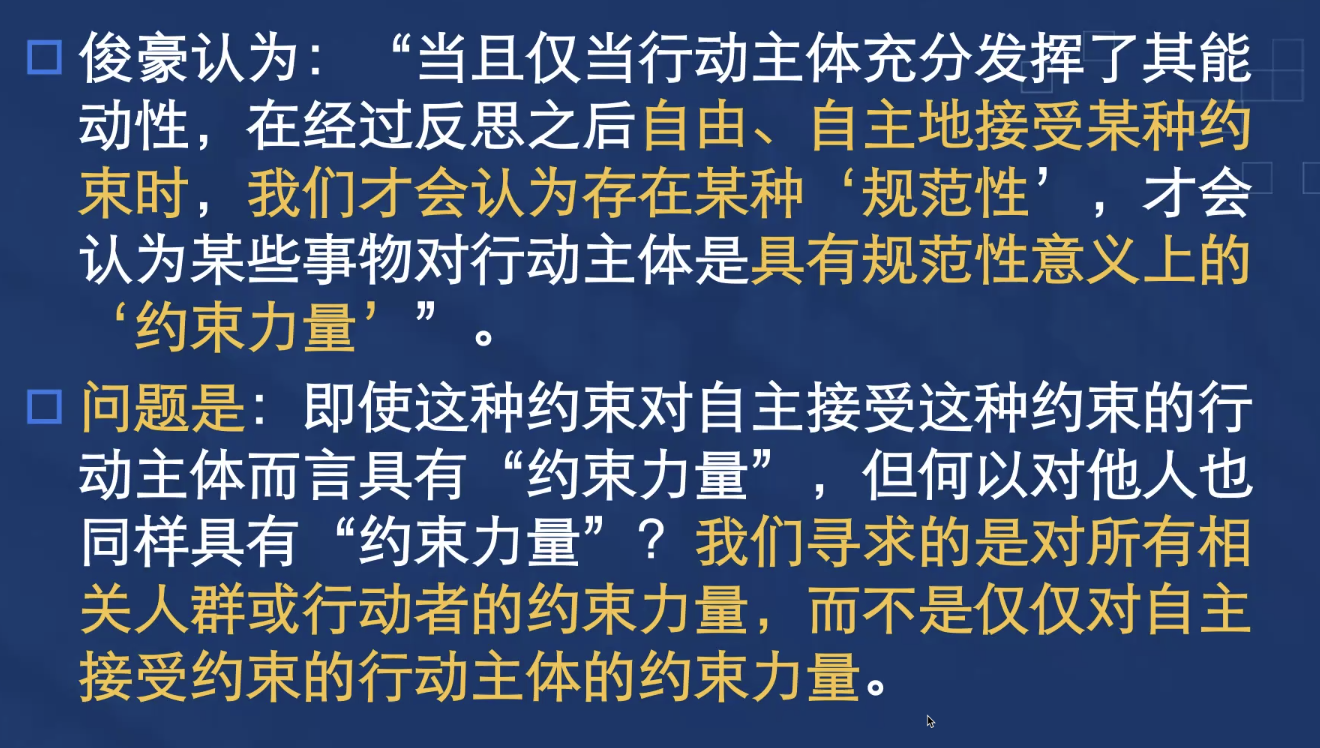 俊豪认为：“当且仅当行动主体充分发挥了其能
动性，在经过反思之后自由、自主地接受某种约
束时，我们才会认为存在某种‘规范性’，才会
认为某些事物对行动主体是具有规范性意义上的
‘约束力量’”。
问题是：即使这种约束对自主接受这种约束的行
动主体而言具有“约束力量”，但何以对他人也
同样具有“约束力量”？我们寻求的是对所有相
关人群或行动者的约束力量，而不是仅仅对自主
接受约束的行动主体的约束力量。